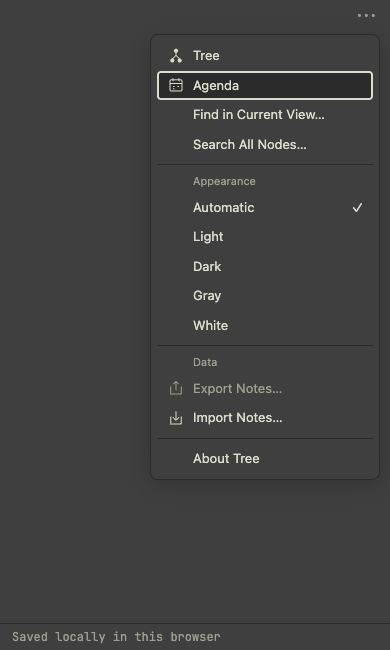 Tree
Agenda
Find in Current View...
Search All Nodes...
Appearance
Automatic
Light
Dark
Gray
White
Data
Export Notes...
Import Notes...
About Tree
Saved locally in this browser